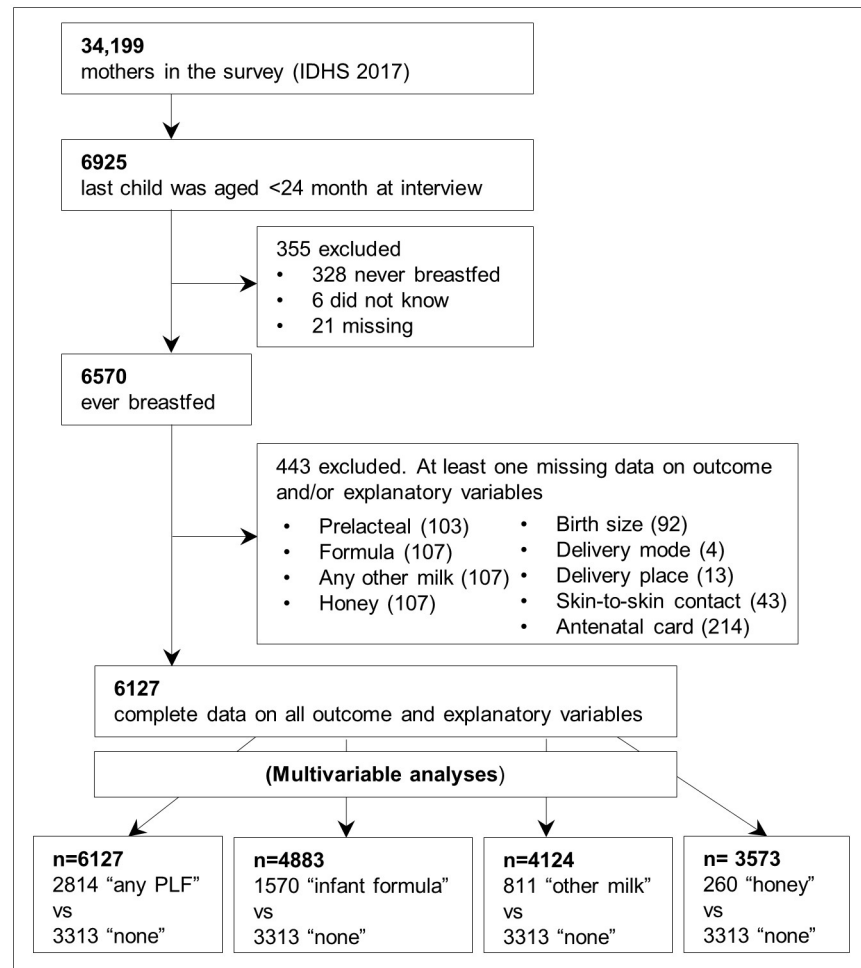 34,199
mothers in the survey (IDHS 2017)
6925
last child was aged <24 month at interview
355 excluded
• 328 never breastfed
• 6 did not know
• 21 missing
6570
ever breastfed
443 excluded. At least one missing data on outcome
and/or explanatory variables
• Prelacteal (103)
• Formula (107)
• Any other milk (107)
• Honey (107)
• Birth size (92)
• Delivery mode (4)
• Delivery place (13)
• Skin-to-skin contact (43)
• Antenatal card (214)
6127
complete data on all outcome and explanatory variables
(Multivariable analyses)
n=6127
2814 “any PLF”
vs
3313 “none”
n=4883
1570 “infant formula”
vs
3313 “none”
n=4124
811 “other milk”
vs
3313 “none”
n= 3573
260 “honey”
vs
3313 “none”